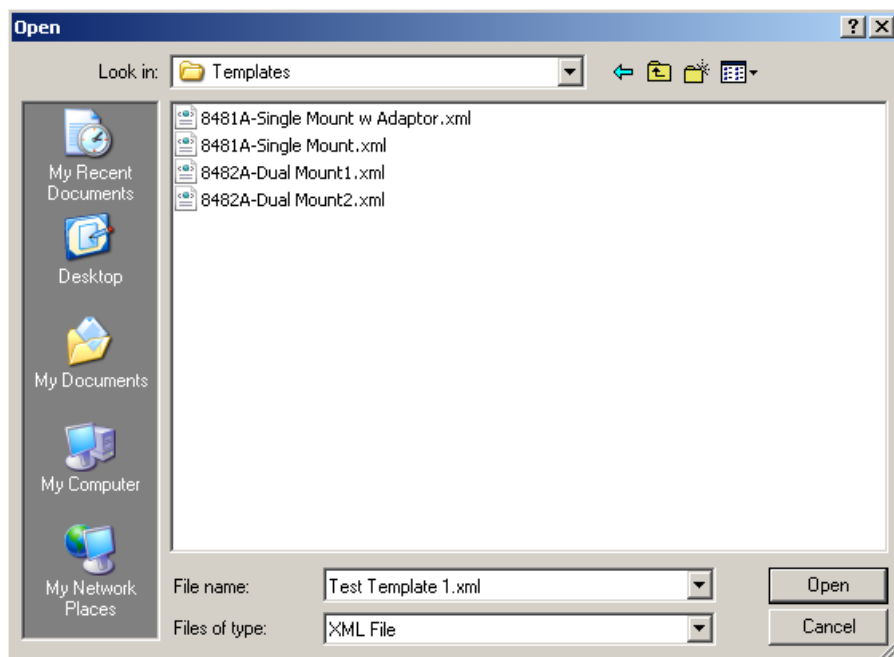 Open
Look in: Templates
8481A-Single Mount w Adaptor.xml
8481A-Single Mount.xml
8482A-Dual Mount1.xml
8482A-Dual Mount2.xml
My Recent
Documents
Desktop
My Documents
My Computer
My Network
Places
File name: Test Template 1.xml Open
Files of type: XML File Cancel